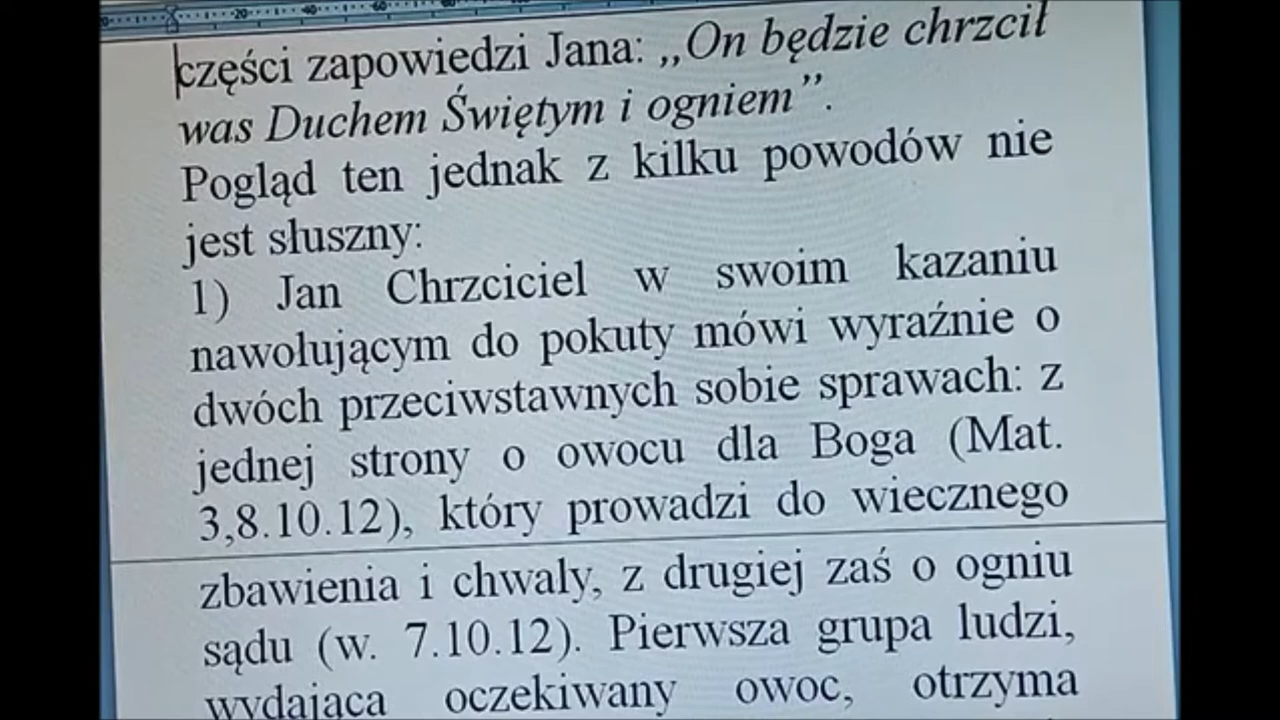 części zapowiedzi Jana: „On będzie chrzcił
was Duchem Świętym i ogniem”.
Pogląd ten jednak z kilku powodów nie
jest słuszny:
1) Jan Chrzciciel w swoim kazaniu
nawołującym do pokuty mówi wyraźnie o
dwóch przeciwstawnych sobie sprawach: z
jednej strony o owocu dla Boga (Mat.
3,8.10.12), który prowadzi do wiecznego
zbawienia i chwały, z drugiej zaś o ogniu
sądu (w. 7.10.12). Pierwsza grupa ludzi,
wydająca oczekiwany owoc, otrzyma